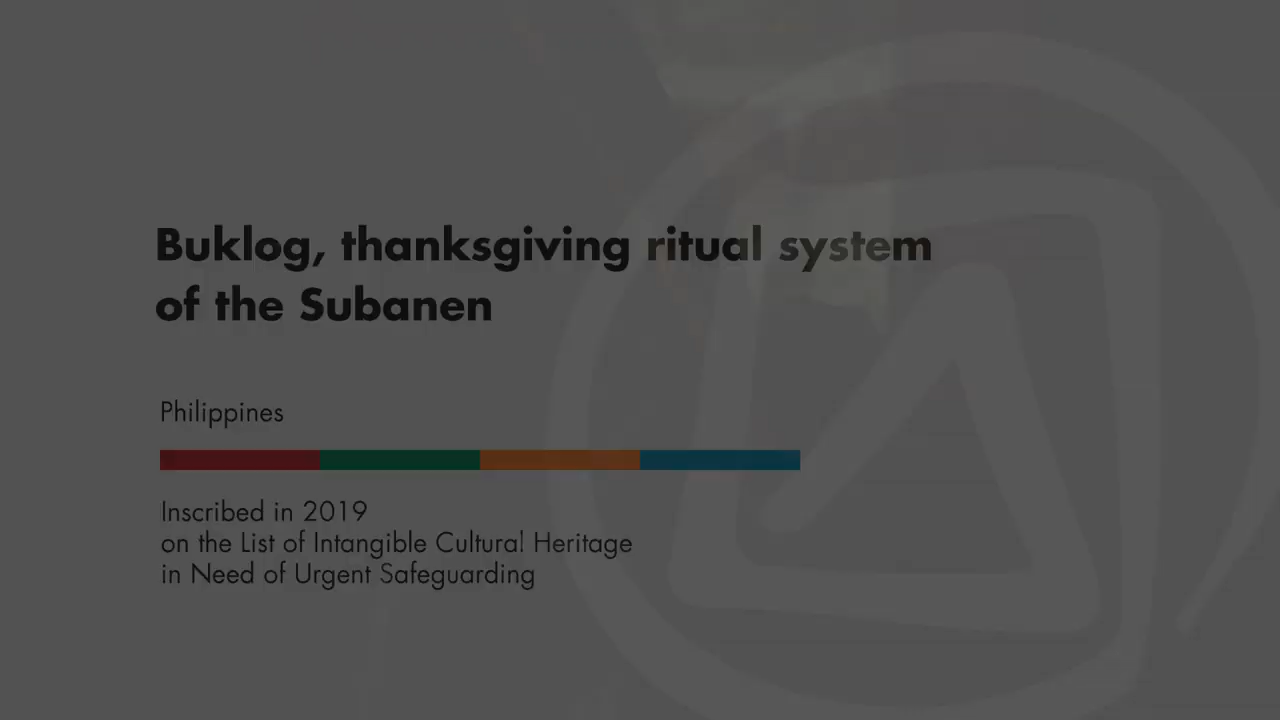 Buklog, thanksgiving ritual system
of the Subanen
Philippines
Inscribed in 2019
on the List of Intangible Cultural Heritage
in Need of Urgent Safeguarding